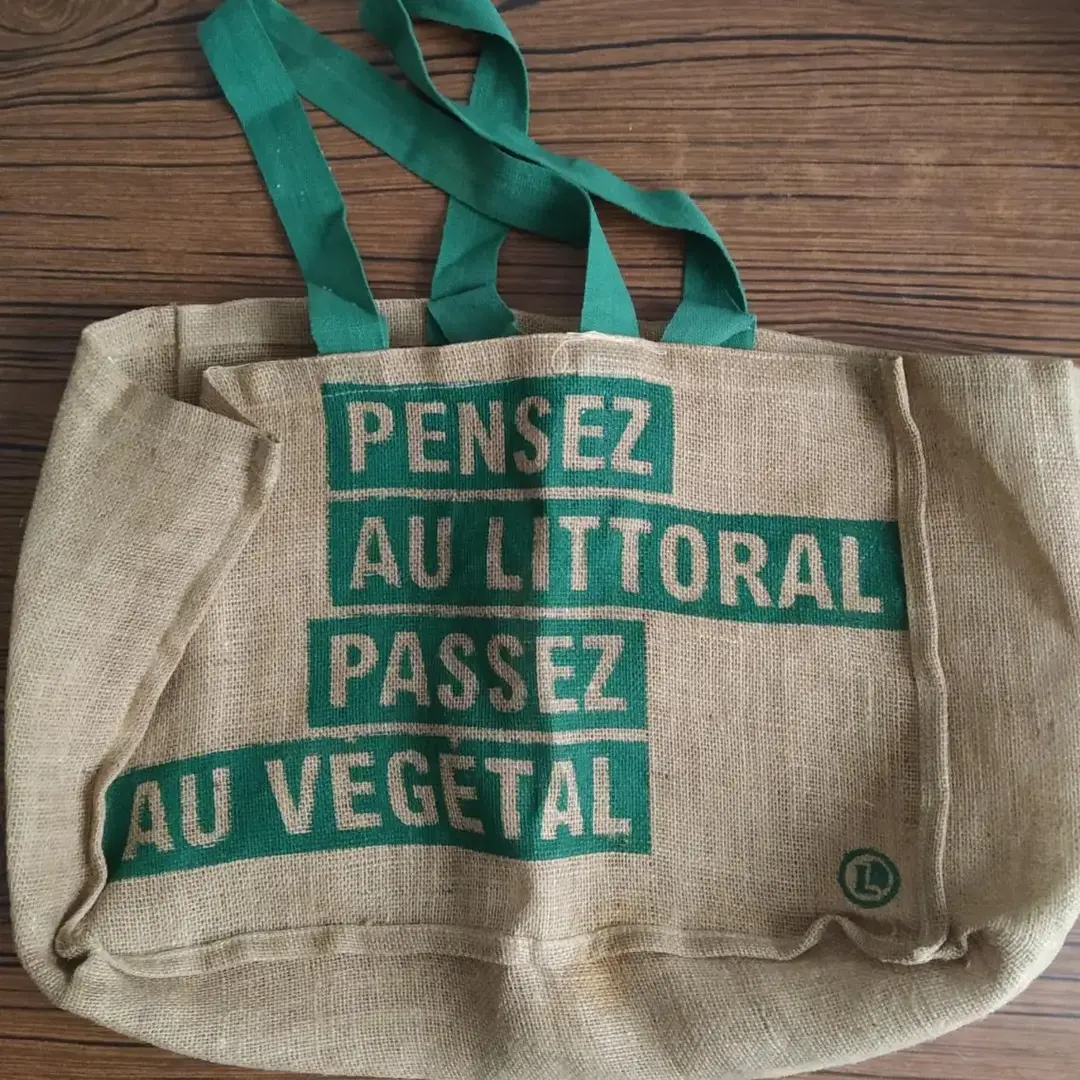 PENSEZ
AU LITTORAL
PASSEZ
AU VÉGÉTAL
L